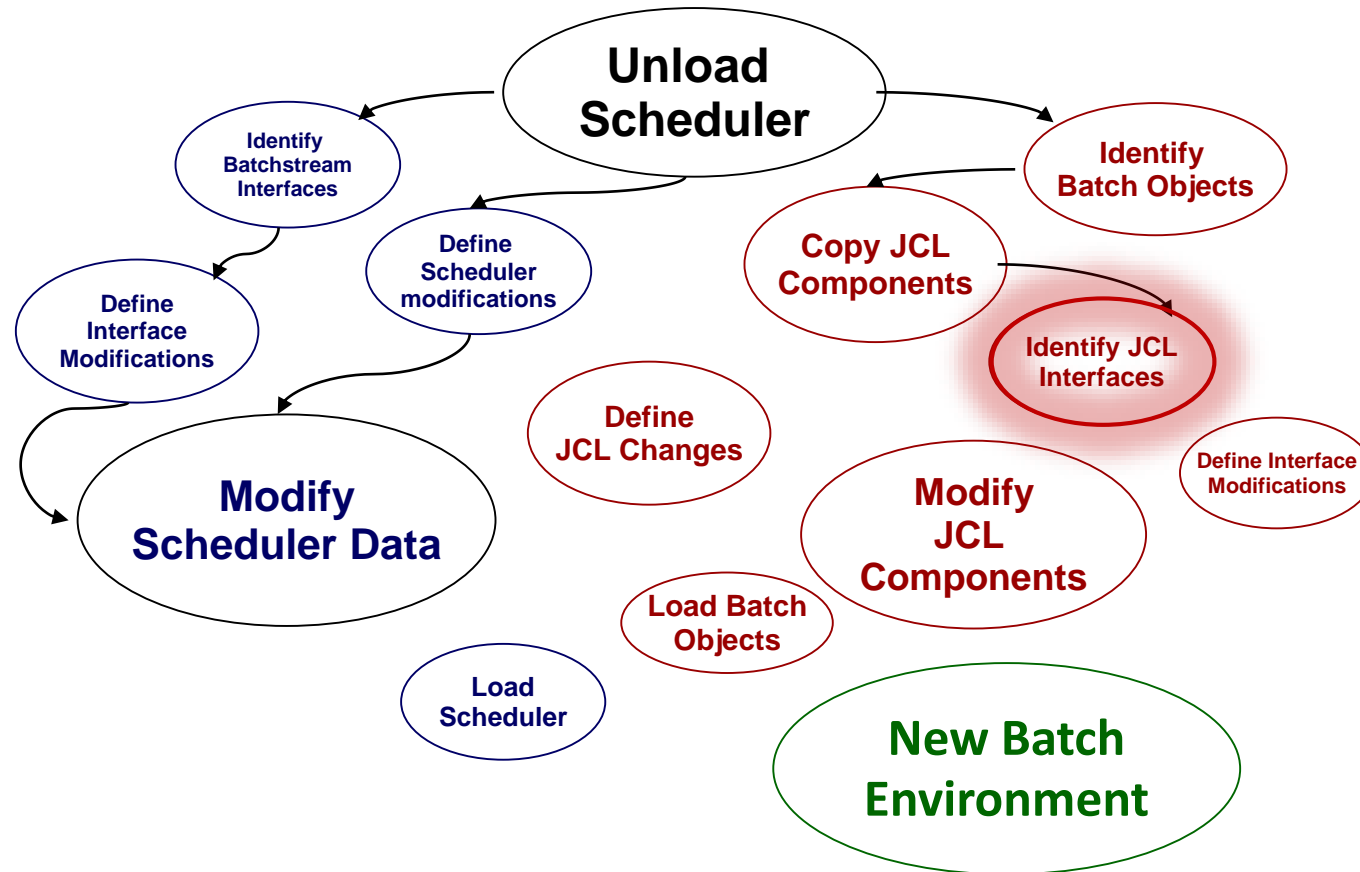 Unload
Scheduler
Identify
Batchstream
Interfaces
Identify
Batch Objects
Define
Scheduler
modifications
Copy JCL
Components
Define
Interface
Modifications
Identify JCL
Interfaces
Define
JCL Changes
Define Interface
Modifications
Modify
Scheduler Data
Modify
JCL
Components
Load Batch
Objects
Load
Scheduler
New Batch
Environment